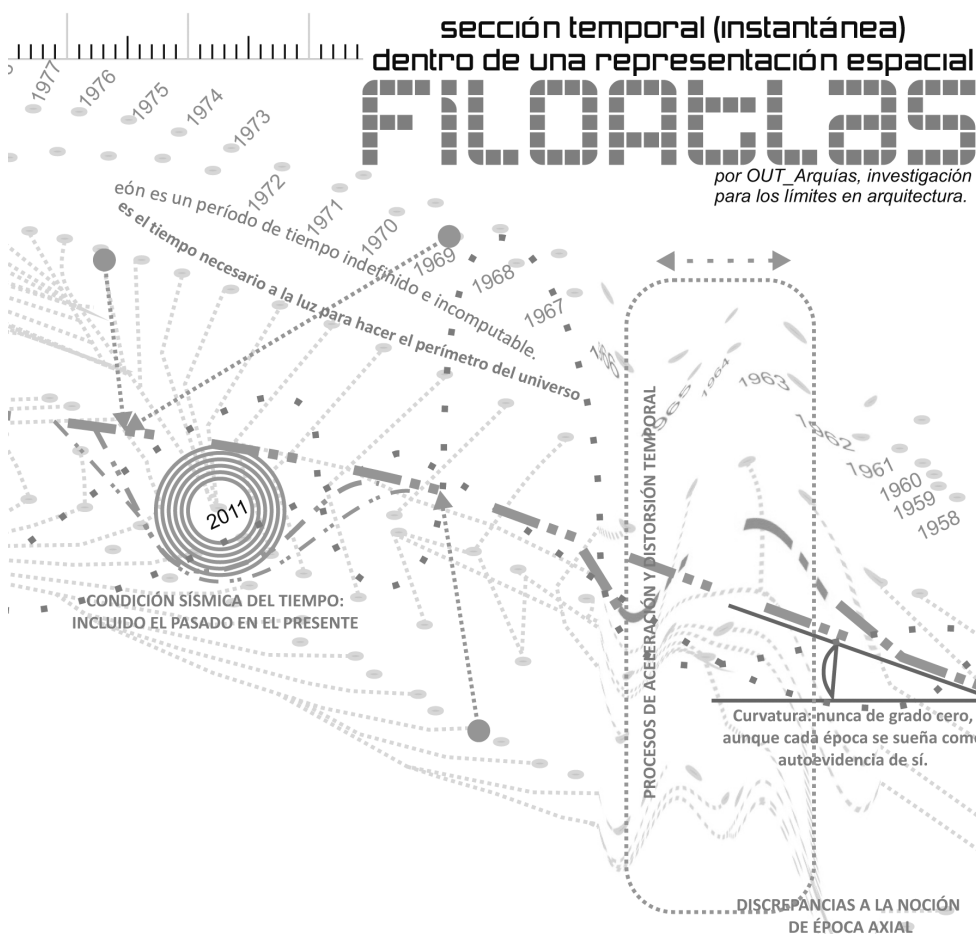 sección temporal (instantánea)
dentro de una representación espacial
FILOAtLas
por OUT_Arquías, investigación
para los límites en arquitectura.
1977
1976
1975
1974
1973
1972
1971
1970
1969
1968
1967
eón es un período de tiempo indefinido e incomputable.
es el tiempo necesario a la luz para hacer el perímetro del universo
1965
1964
1963
1962
1961
1960
1959
1958
PROCESOS DE ACELERACIÓN Y DISTORSIÓN TEMPORAL
2011
CONDICIÓN SÍSMICA DEL TIEMPO:
INCLUIDO EL PASADO EN EL PRESENTE
Curvatura: nunca de grado cero,
aunque cada época se sueña como
autoevidencia de sí.
DISCREPANCIAS A LA NOCIÓN
DE ÉPOCA AXIAL